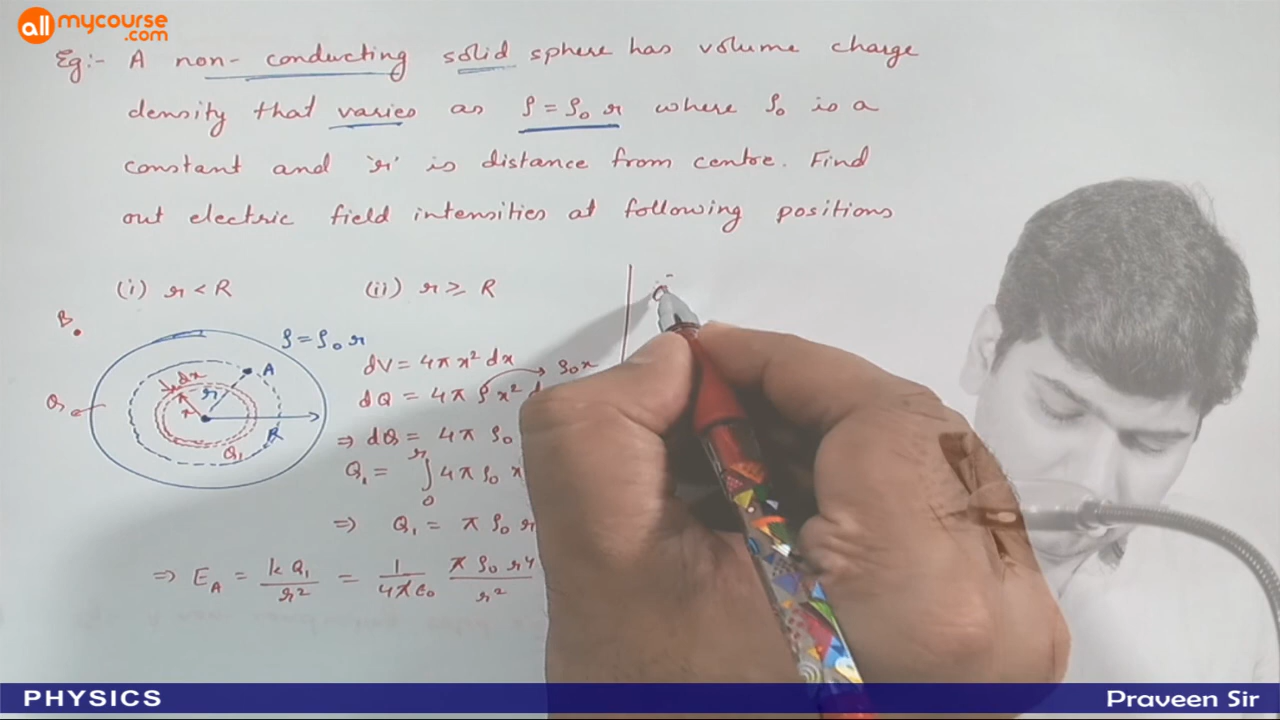 allmycourse.com
Eg:- A non-conducting solid sphere has volume charge
density that varies as ρ = ρ₀ r where ρ₀ is a
constant and 'r' is distance from centre. Find
out electric field intensities at following positions
(i) r < R (ii) r ≥ R
B
ρ = ρ₀ r
A
dx
r
x
R
Q
Q₁
dV = 4π x² dx
dQ = 4π ρ x² d → ρ₀x
⇒ dQ = 4π ρ₀
Q₁ = ∫₀ʳ 4π ρ₀ x
⇒ Q₁ = π ρ₀ r
⇒ E_A = kQ₁/r² = 1/4πε₀ π ρ₀ r⁴/r²
PHYSICS
Praveen Sir